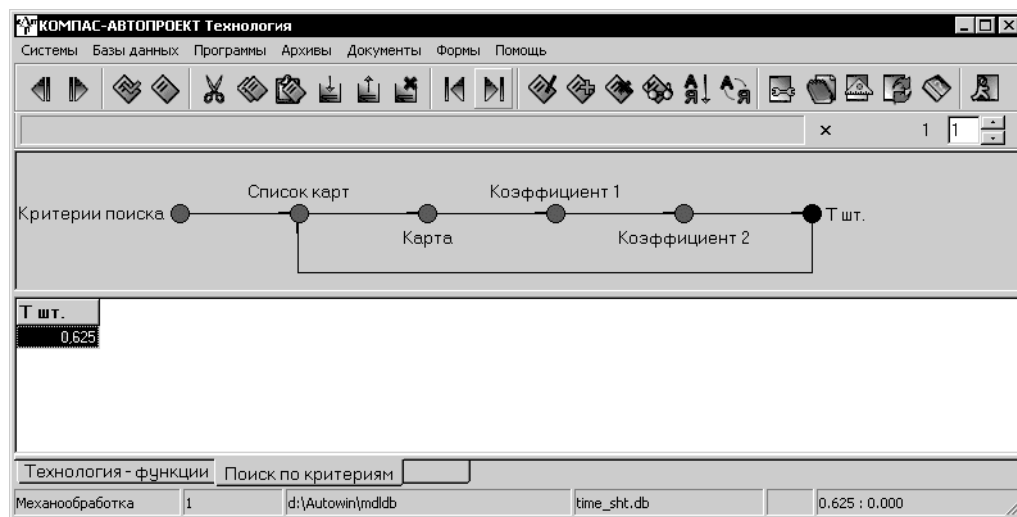 КОМПАС-АВТОПРОЕКТ Технология
Системы Базы данных Программы Архивы Документы Формы Помощь
× 1 1
Список карт Коэффициент 1
Критерии поиска Т шт.
Карта Коэффициент 2
Т шт.
0,625
Технология - функции Поиск по критериям
Механообработка 1 d:\Autowin\mdldb time_sht.db 0.625 : 0.000